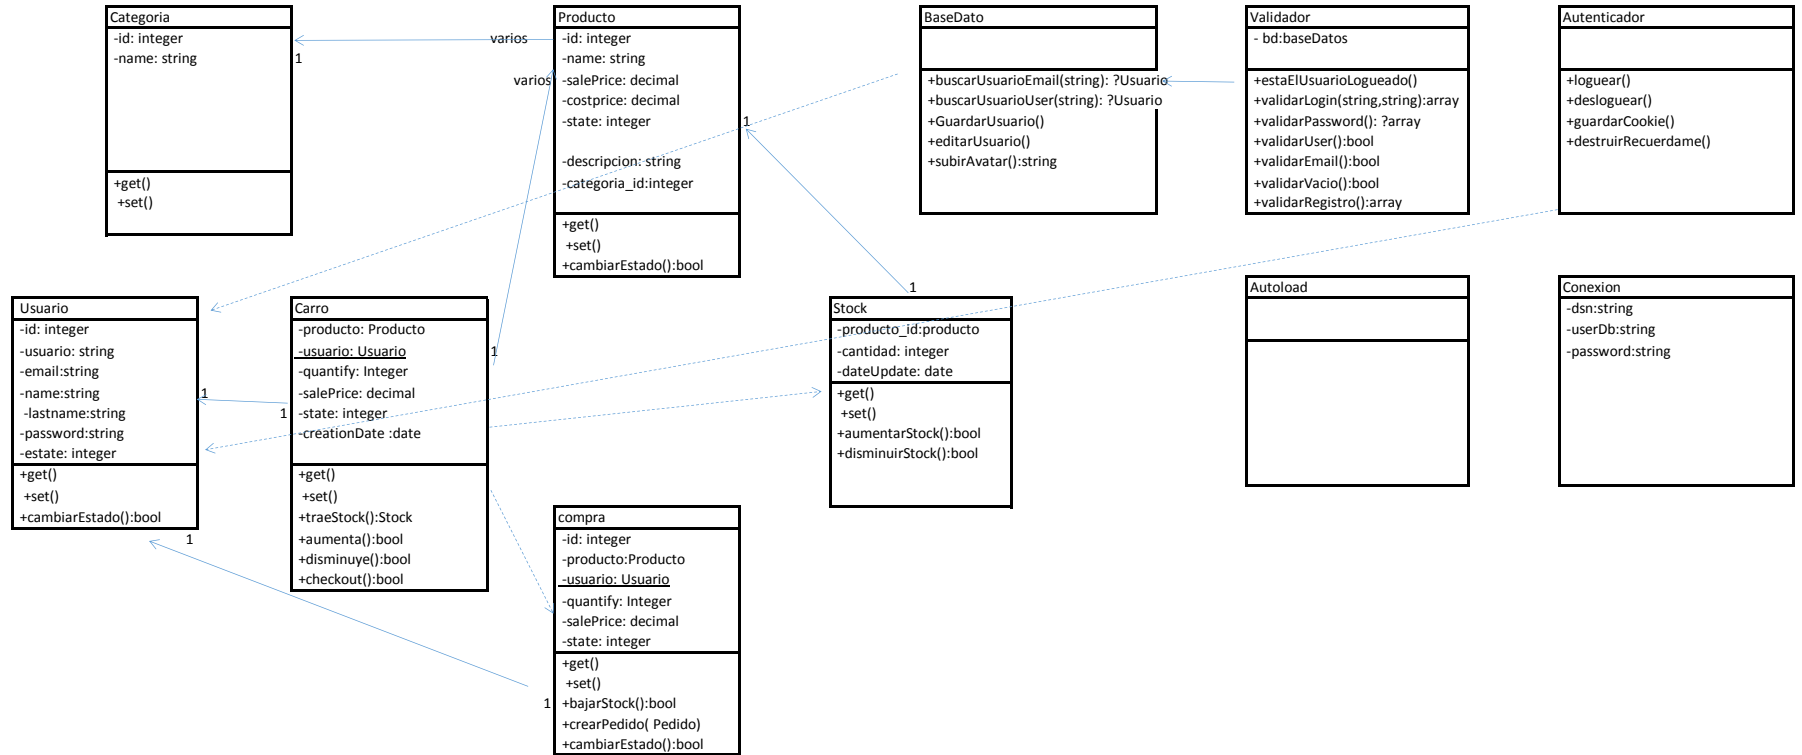 Categoria
-id: integer
-name: string
+get()
+set()
varios
1
Producto
-id: integer
-name: string
varios
-salePrice: decimal
-costprice: decimal
-state: integer
1
-descripcion: string
-categoria_id:integer
+get()
+set()
+cambiarEstado():bool
BaseDato
+buscarUsuarioEmail(string): ?Usuario
+buscarUsuarioUser(string): ?Usuario
+GuardarUsuario()
+editarUsuario()
+subirAvatar():string
Validador
- bd:baseDatos
+estaElUsuarioLogueado()
+validarLogin(string,string):array
+validarPassword(): ?array
+validarUser():bool
+validarEmail():bool
+validarVacio():bool
+validarRegistro():array
Autenticador
+loguear()
+desloguear()
+guardarCookie()
+destruirRecuerdame()
Usuario
-id: integer
-usuario: string
-email:string
-name:string
-lastname:string
-password:string
-estate: integer
+get()
+set()
+cambiarEstado():bool
1
1
1
Carro
-producto: Producto
-usuario: Usuario
-quantify: Integer
-salePrice: decimal
-state: integer
-creationDate :date
+get()
+set()
+traeStock():Stock
+aumenta():bool
+disminuye():bool
+checkout():bool
1
1
Stock
-producto_id:producto
-cantidad: integer
-dateUpdate: date
+get()
+set()
+aumentarStock():bool
+disminuirStock():bool
Autoload
Conexion
-dsn:string
-userDb:string
-password:string
compra
-id: integer
-producto:Producto
-usuario: Usuario
-quantify: Integer
-salePrice: decimal
-state: integer
+get()
+set()
1
+bajarStock():bool
+crearPedido( Pedido)
+cambiarEstado():bool